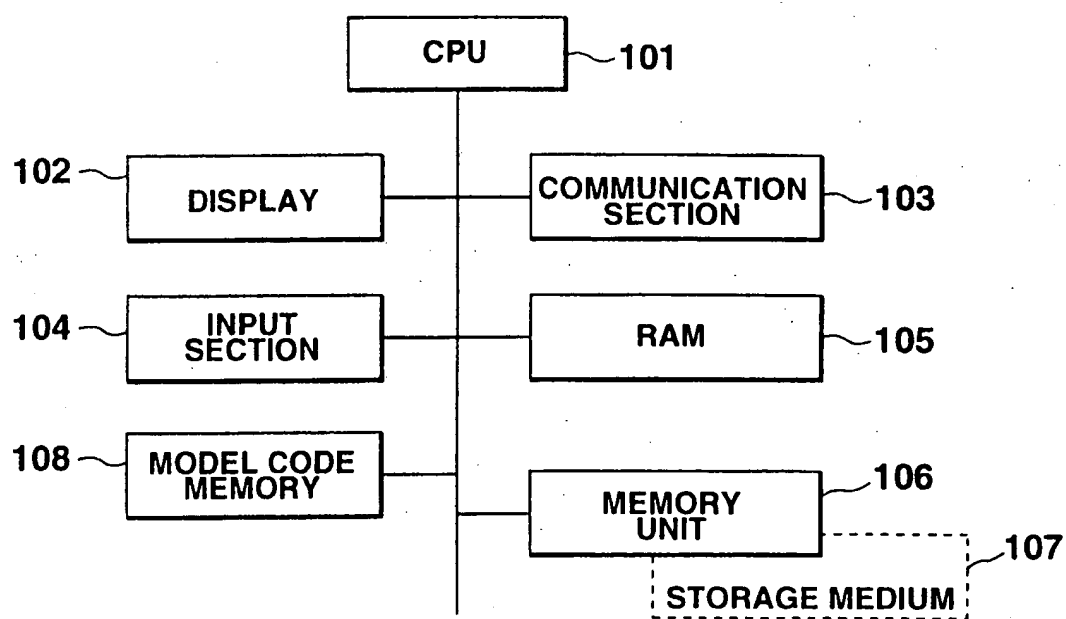 CPU
101
102
DISPLAY
COMMUNICATION
SECTION
103
104
INPUT
SECTION
RAM
105
108
MODEL CODE
MEMORY
MEMORY
UNIT
106
107
STORAGE MEDIUM